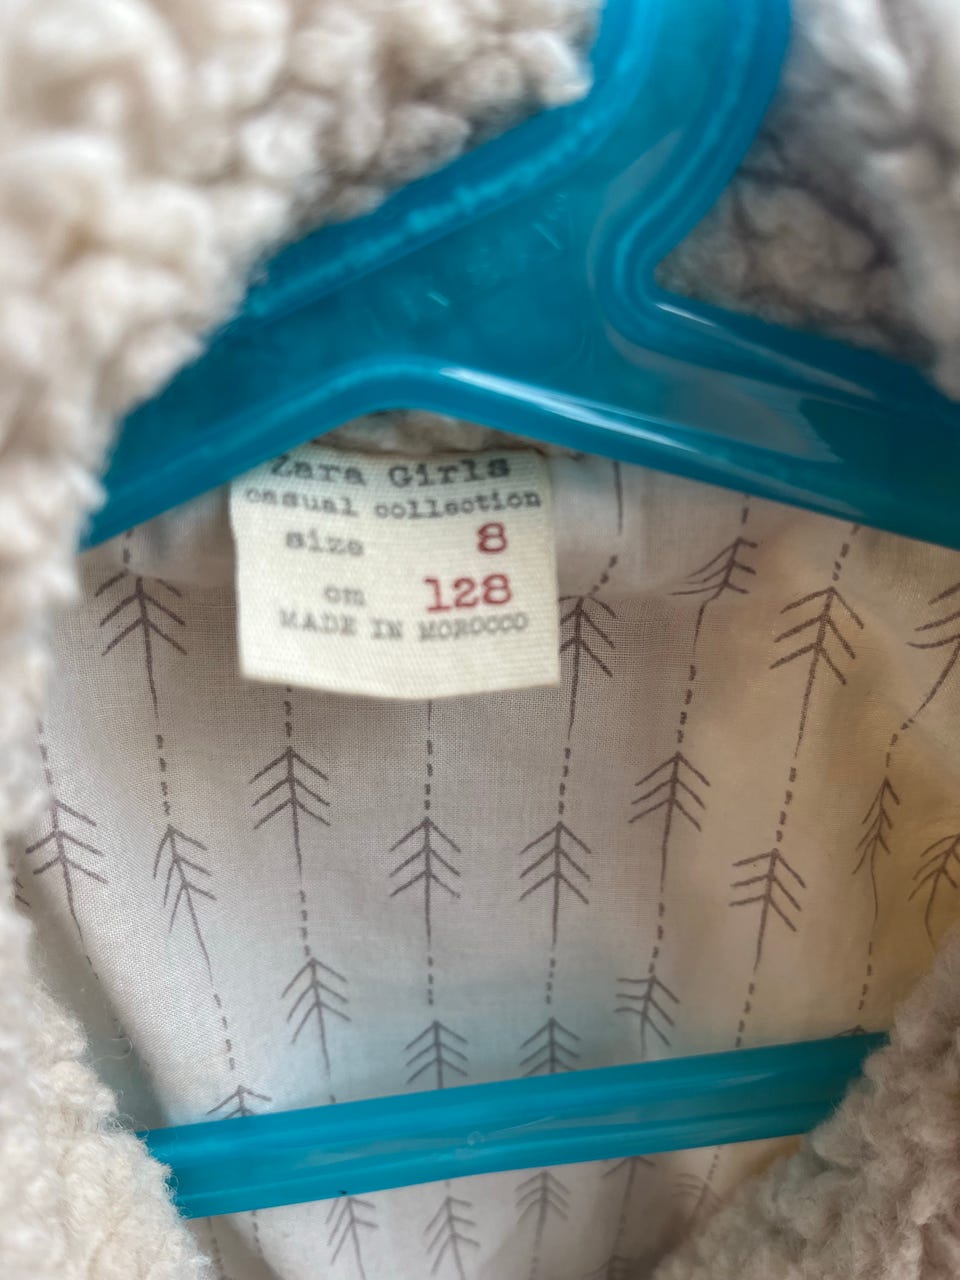 Zara Girls
casual collection
size 8
cm 128
MADE IN MOROCCO